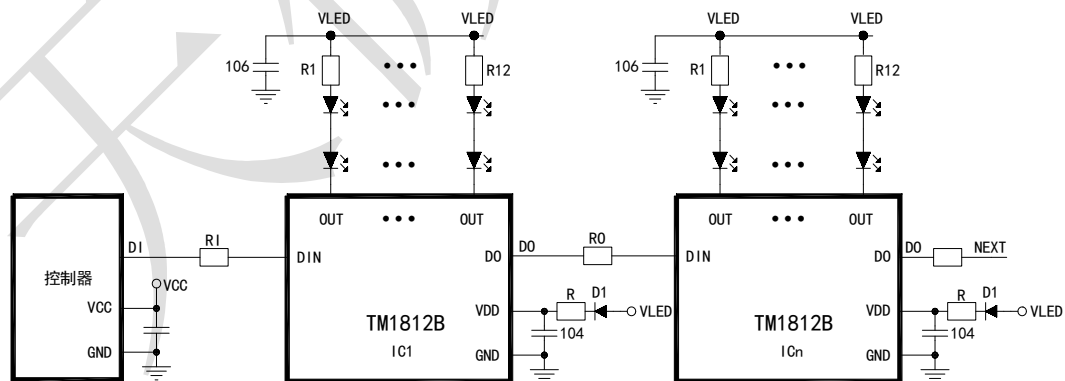 VLED VLED VLED VLED
106 R1 ••• R12 106 R1 ••• R12
••• •••
••• •••
OUT ••• OUT OUT ••• OUT
DI RI DIN DO DO RO DIN DO DO NEXT
控制器
VCC
VCC VDD R D1 VLED VDD R D1 VLED
TM1812B 104 TM1812B 104
GND IC1 GND ICn GND